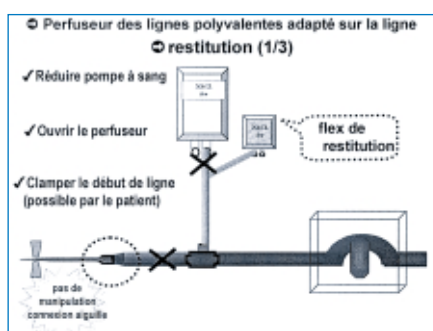 ➲ Perfuseur des lignes polyvalentes adapté sur la ligne
➲ restitution (1/3)
✓ Réduire pompe à sang
✓ Ouvrir le perfuseur
✓ Clamper le début de ligne
(possible par le patient)
flex de
restitution
pas de
manipulation
connexion aiguille